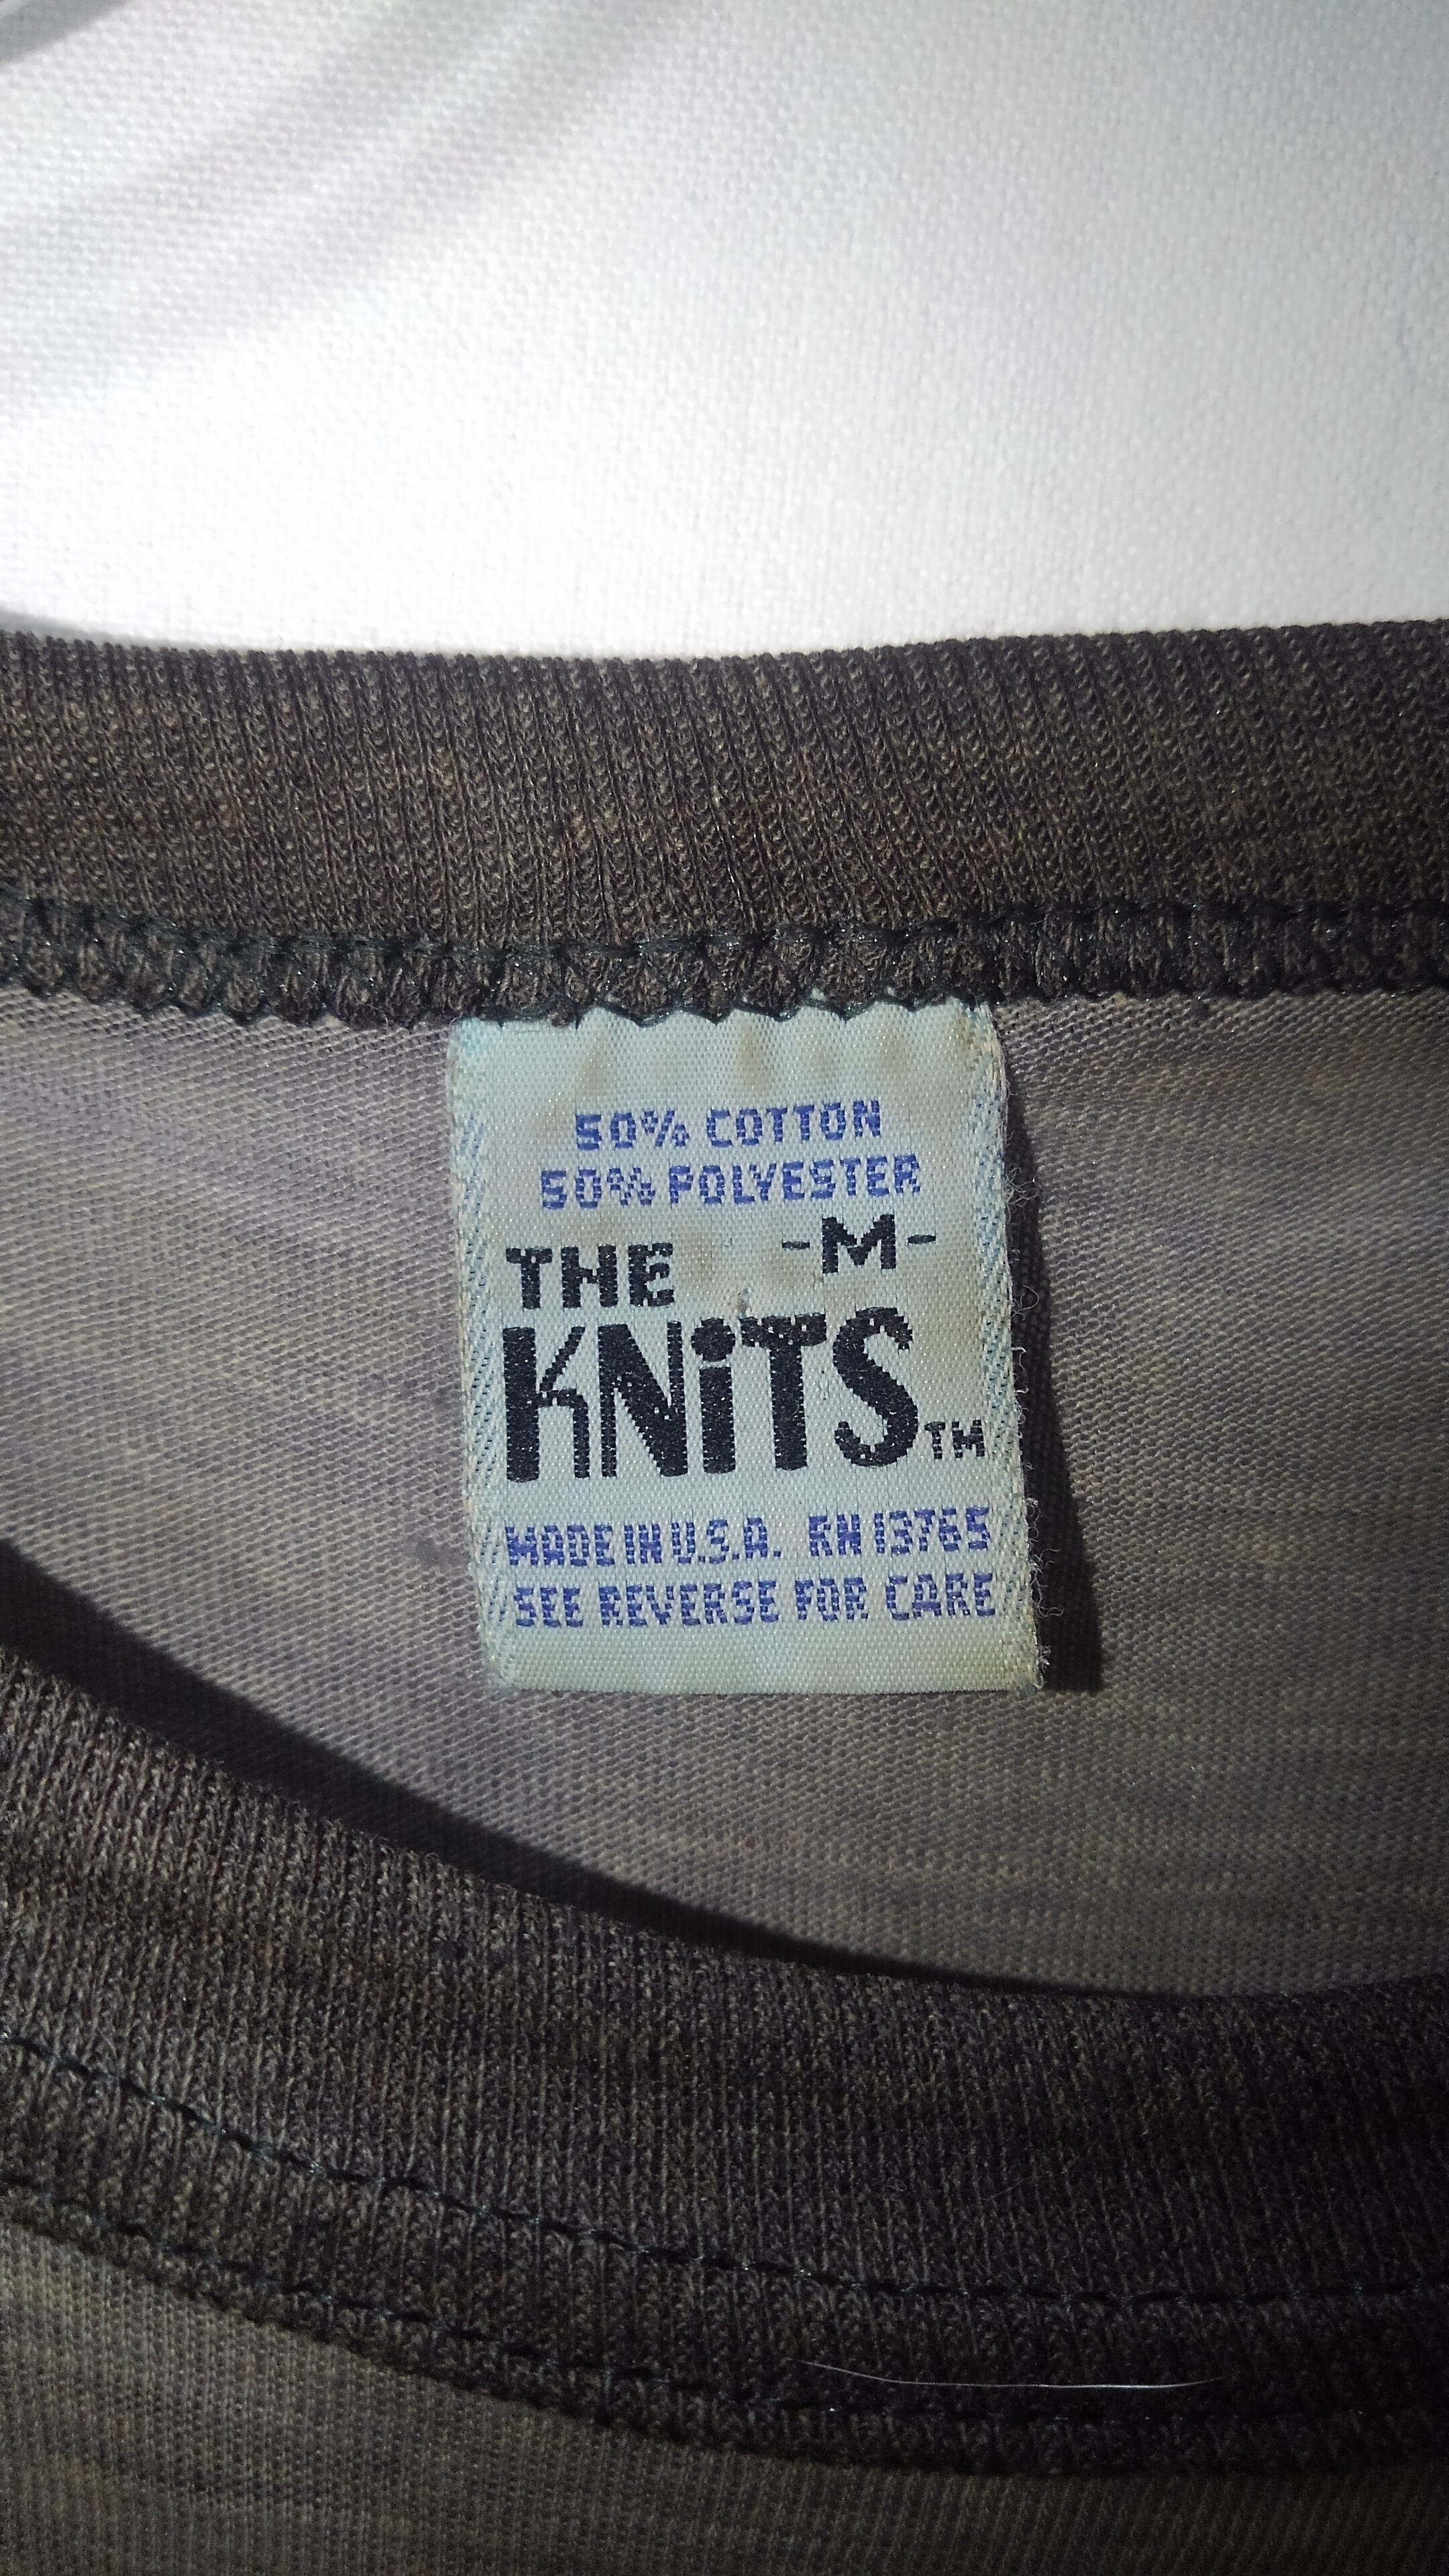 50% COTTON
50% POLYESTER
-M-
THE
KNiTS TM
MADE IN U.S.A. RN 13765
SEE REVERSE FOR CARE